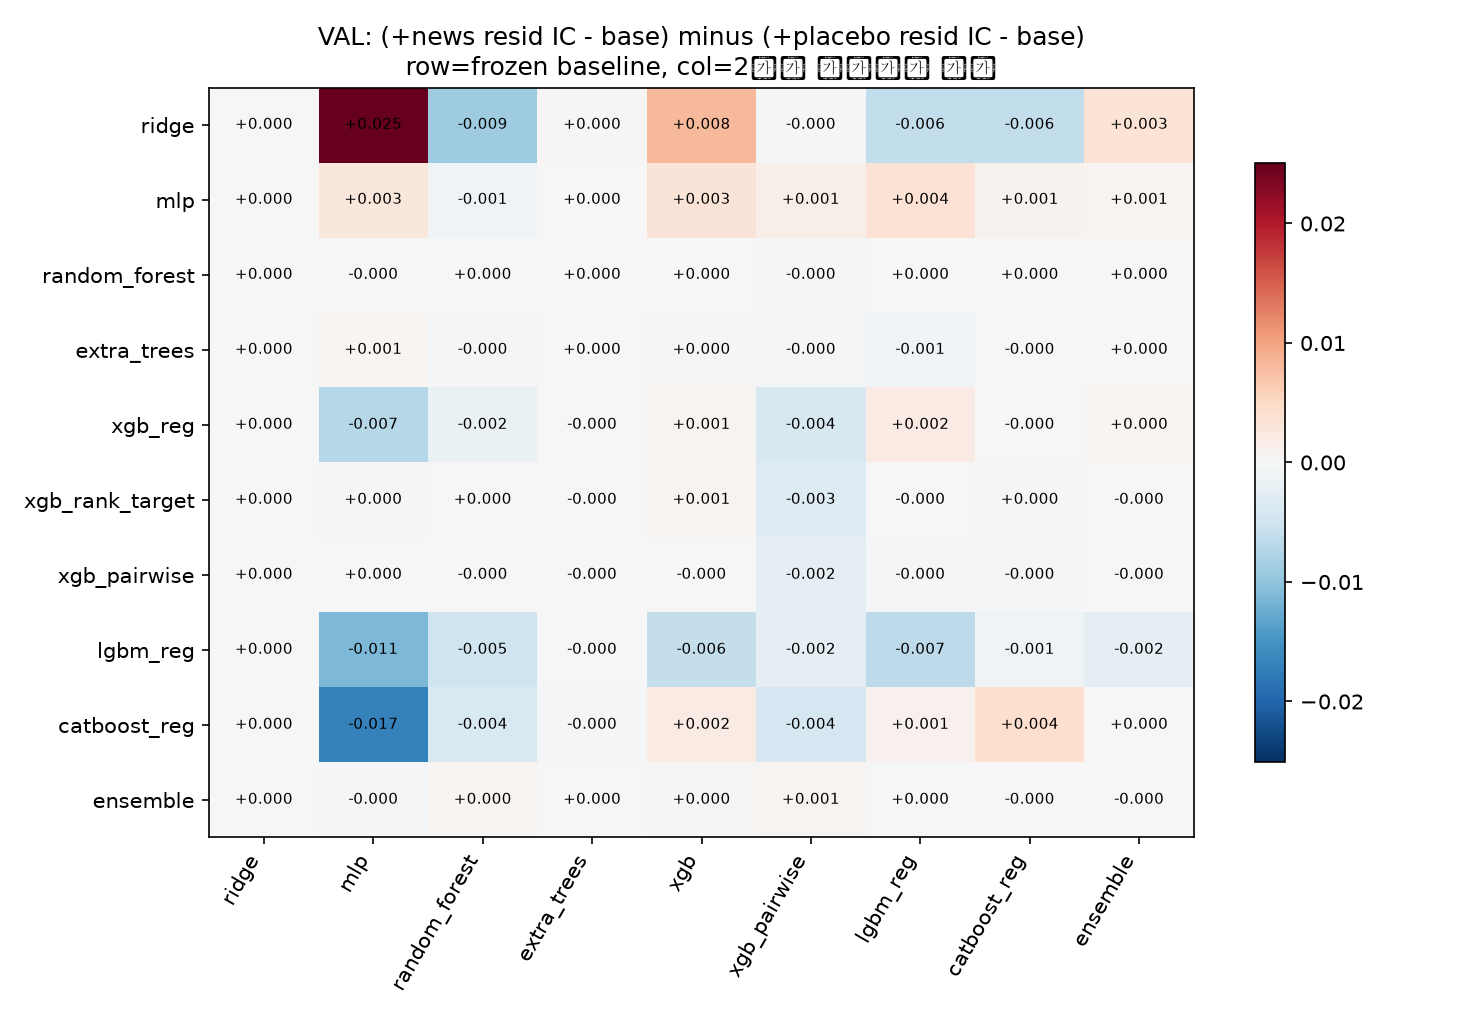 VAL: (+news resid IC - base) minus (+placebo resid IC - base)
row=frozen baseline, col=2
ridge +0.000 +0.025 -0.009 +0.000 +0.008 -0.000 -0.006 -0.006 +0.003
mlp +0.000 +0.003 -0.001 +0.000 +0.003 +0.001 +0.004 +0.001 +0.001
random_forest +0.000 -0.000 +0.000 +0.000 +0.000 -0.000 +0.000 +0.000 +0.000
extra_trees +0.000 +0.001 -0.000 +0.000 +0.000 -0.000 -0.001 -0.000 +0.000
xgb_reg +0.000 -0.007 -0.002 -0.000 +0.001 -0.004 +0.002 -0.000 +0.000
xgb_rank_target +0.000 +0.000 +0.000 -0.000 +0.001 -0.003 -0.000 +0.000 -0.000
xgb_pairwise +0.000 +0.000 -0.000 -0.000 -0.000 -0.002 -0.000 -0.000 -0.000
lgbm_reg +0.000 -0.011 -0.005 -0.000 -0.006 -0.002 -0.007 -0.001 -0.002
catboost_reg +0.000 -0.017 -0.004 -0.000 +0.002 -0.004 +0.001 +0.004 +0.000
ensemble +0.000 -0.000 +0.000 +0.000 +0.000 +0.001 +0.000 -0.000 -0.000
ridge mlp random_forest extra_trees xgb xgb_pairwise lgbm_reg catboost_reg ensemble
0.02
0.01
0.00
−0.01
−0.02